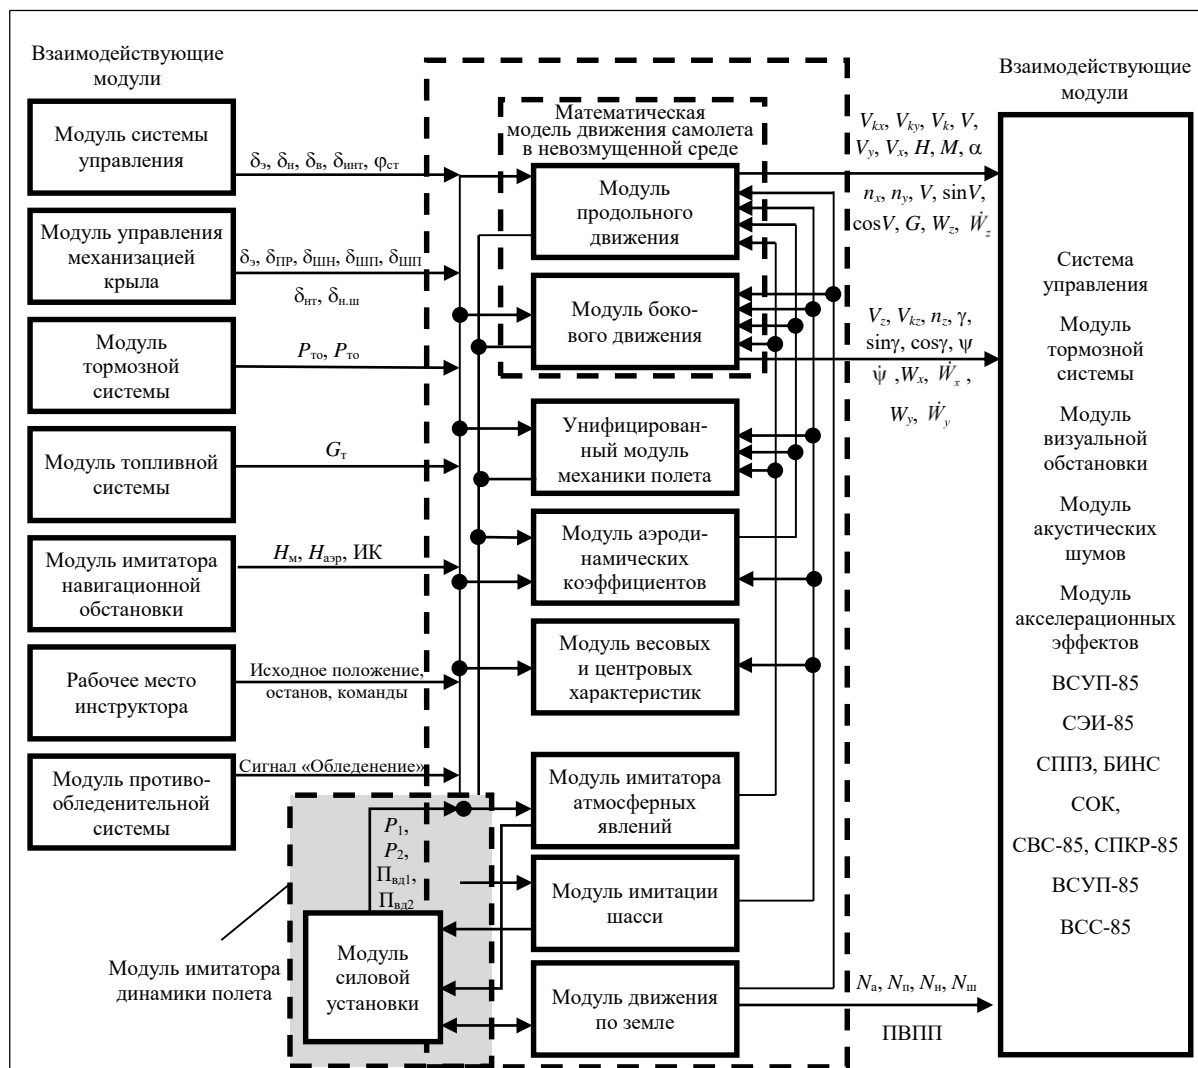 Взаимодействующие
модули
Модуль системы
управления
Модуль управления
механизацией
крыла
Модуль
тормозной
системы
Модуль топливной
системы
Модуль имитатора
навигационной
обстановки
Рабочее место
инструктора
Модуль противо-
обледенительной
системы
δэ, δн, δв, δинт, φст
δэ, δПР, δШН, δШП, δШП
δнт, δн.ш
Pто, Pто
Gт
Hм, Hаэр, ИК
Исходное положение,
останов, команды
Сигнал «Обледенение»
P1,
P2,
Пвд1,
Пвд2
Модуль
силовой
установки
Модуль имитатора
динамики полета
Математическая
модель движения самолета
в невозмущенной среде
Модуль
продольного
движения
Модуль боко-
вого движения
Унифицирован-
ный модуль
механики полета
Модуль аэроди-
намических
коэффициентов
Модуль весовых
и центровых
характеристик
Модуль имитатора
атмосферных
явлений
Модуль имитации
шасси
Модуль движения
по земле
Vkx, Vky, Vk, V,
Vy, Vx, H, M, α
nx, ny, V, sinV,
cosV, G, Wz, Ẇz
Vz, Vkz, nz, γ,
sinγ, cosγ, ψ
ψ̇ ,Wx, Ẇx ,
Wy, Ẇy
Nа, Nп, Nн, Nш
ПВПП
Взаимодействующие
модули
Система
управления
Модуль
тормозной
системы
Модуль
визуальной
обстановки
Модуль
акустических
шумов
Модуль
акселерационных
эффектов
ВСУП-85
СЭИ-85
СППЗ, БИНС
СОК,
СВС-85, СПКР-85
ВСУП-85
ВСС-85